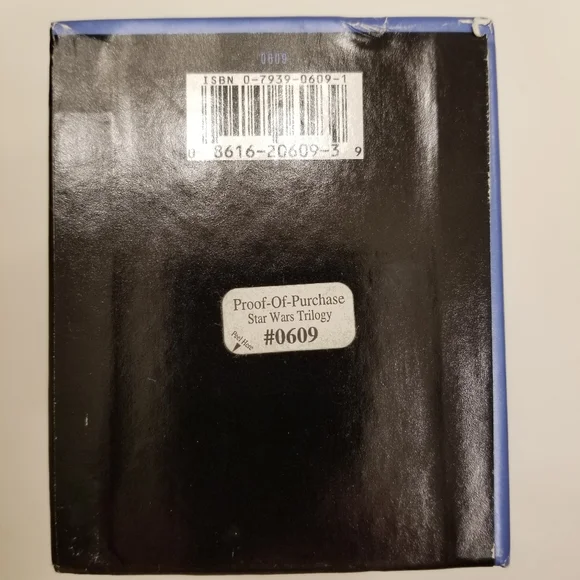 0609
ISBN 0-7939-0609-1
0 8616-20609-3 9
Proof-Of-Purchase
Star Wars Trilogy
Peel Here
#0609